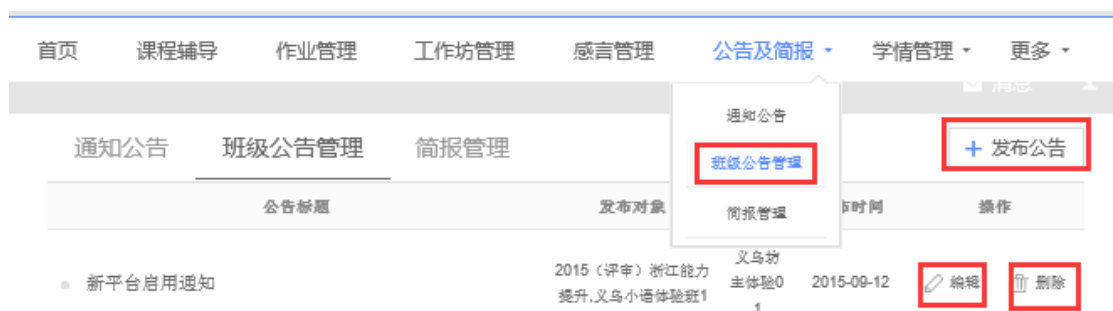 首页 课程辅导 作业管理 工作坊管理 感言管理 公告及简报 学情管理 更多
消息
通知公告
班级公告管理
简报管理
通知公告 班级公告管理 简报管理
+ 发布公告
公告标题 发布对象 布时间 操作
新平台启用通知
2015（评审）浙江能力
提升,义乌小语体验班1
义乌坊
主体验0
1
2015-09-12
编辑
删除